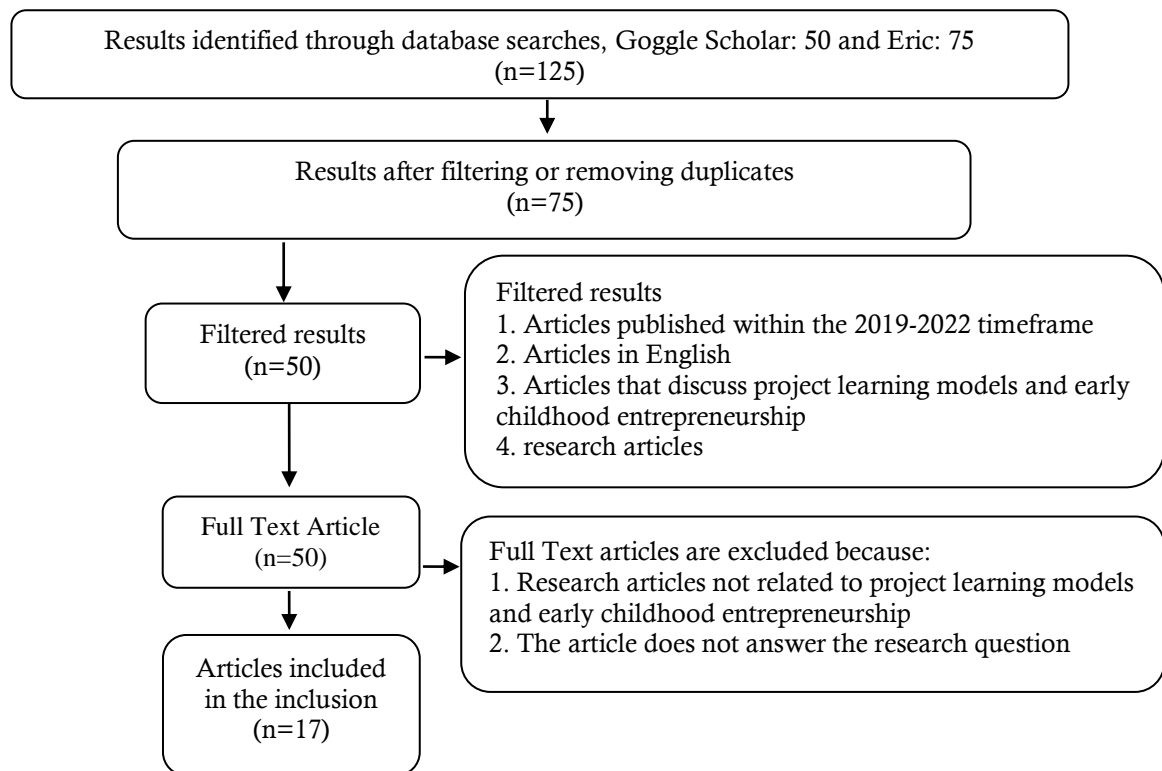 Results identified through database searches, Goggle Scholar: 50 and Eric: 75
(n=125)
Results after filtering or removing duplicates
(n=75)
Filtered results
(n=50)
Filtered results
1. Articles published within the 2019-2022 timeframe
2. Articles in English
3. Articles that discuss project learning models and early
childhood entrepreneurship
4. research articles
Full Text Article
(n=50)
Full Text articles are excluded because:
1. Research articles not related to project learning models
and early childhood entrepreneurship
2. The article does not answer the research question
Articles included
in the inclusion
(n=17)